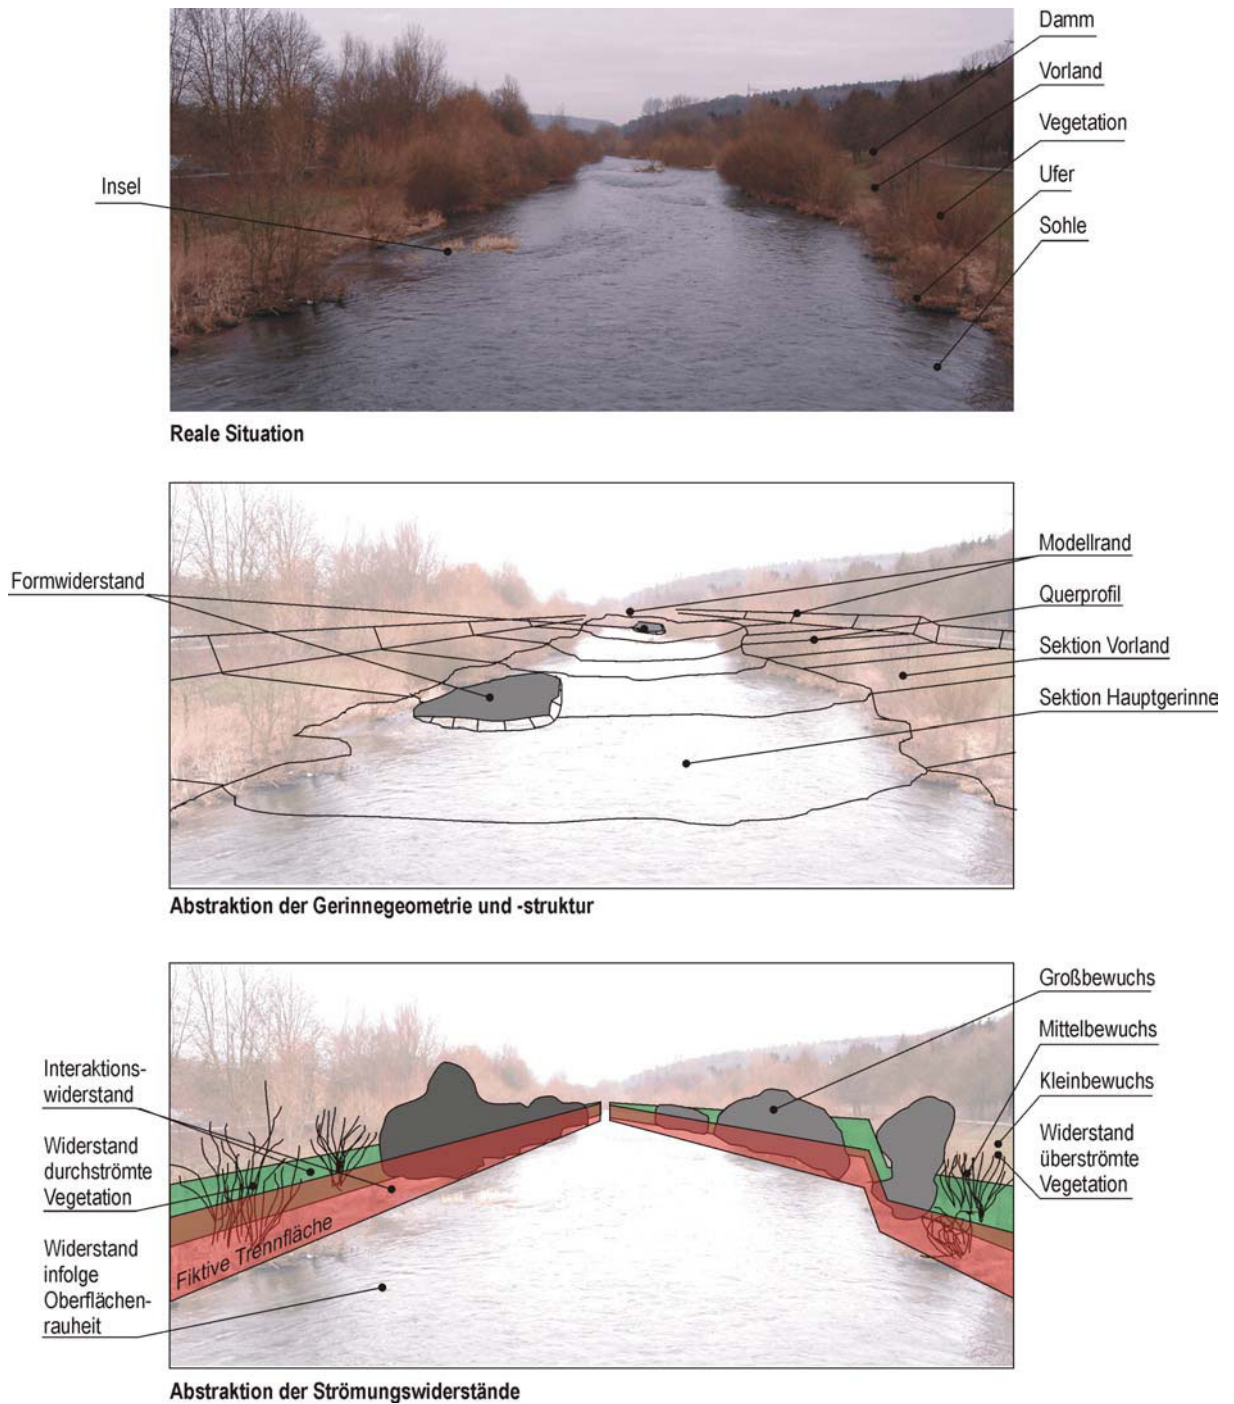 Damm
Vorland
Vegetation
Ufer
Sohle
Insel
Reale Situation
Formwiderstand
Modellrand
Querprofil
Sektion Vorland
Sektion Hauptgerinne
Abstraktion der Gerinnegeometrie und -struktur
Interaktions-
widerstand
Widerstand
durchströmte
Vegetation
Widerstand
infolge
Oberflächen-
rauheit
Fiktive Trennfläche
Großbewuchs
Mittelbewuchs
Kleinbewuchs
Widerstand
überströmte
Vegetation
Abstraktion der Strömungswiderstände